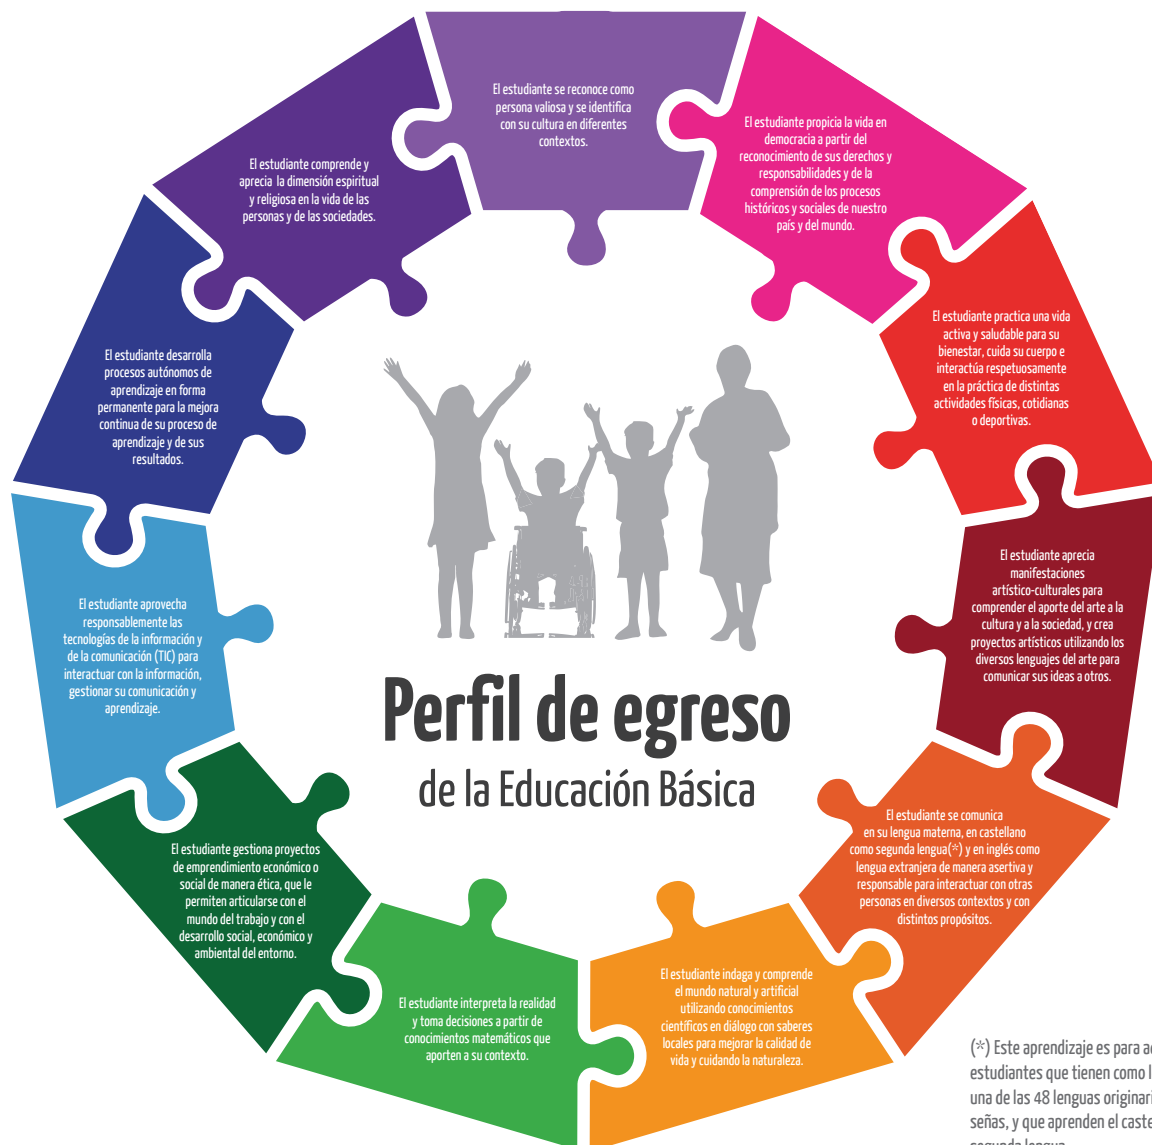 El estudiante se reconoce como
persona valiosa y se identifica
con su cultura en diferentes
contextos.
El estudiante propicia la vida en
democracia a partir del
reconocimiento de sus derechos y
responsabilidades y de la
comprensión de los procesos
históricos y sociales de nuestro
país y del mundo.
El estudiante practica una vida
activa y saludable para su
bienestar, cuida su cuerpo e
interactúa respetuosamente
en la práctica de distintas
actividades físicas, cotidianas
o deportivas.
El estudiante aprecia
manifestaciones
artístico-culturales para
comprender el aporte del arte a la
cultura y a la sociedad, y crea
proyectos artísticos utilizando los
diversos lenguajes del arte para
comunicar sus ideas a otros.
El estudiante se comunica
en su lengua materna, en castellano
como segunda lengua(*) y en inglés como
lengua extranjera de manera asertiva y
responsable para interactuar con otras
personas en diversos contextos y con
distintos propósitos.
El estudiante indaga y comprende
el mundo natural y artificial
utilizando conocimientos
científicos en diálogo con saberes
locales para mejorar la calidad de
vida y cuidando la naturaleza.
El estudiante interpreta la realidad
y toma decisiones a partir de
conocimientos matemáticos que
aporten a su contexto.
El estudiante gestiona proyectos
de emprendimiento económico o
social de manera ética, que le
permiten articularse con el
mundo del trabajo y con el
desarrollo social, económico y
ambiental del entorno.
El estudiante aprovecha
responsablemente las
tecnologías de la información y
de la comunicación (TIC) para
interactuar con la información,
gestionar su comunicación y
aprendizaje.
El estudiante desarrolla
procesos autónomos de
aprendizaje en forma
permanente para la mejora
continua de su proceso de
aprendizaje y de sus
resultados.
El estudiante comprende y
aprecia la dimensión espiritual
y religiosa en la vida de las
personas y de las sociedades.
Perfil de egreso
de la Educación Básica
(*) Este aprendizaje es para
estudiantes que tienen como
una de las 48 lenguas
señas, y que aprenden el
segunda lengua